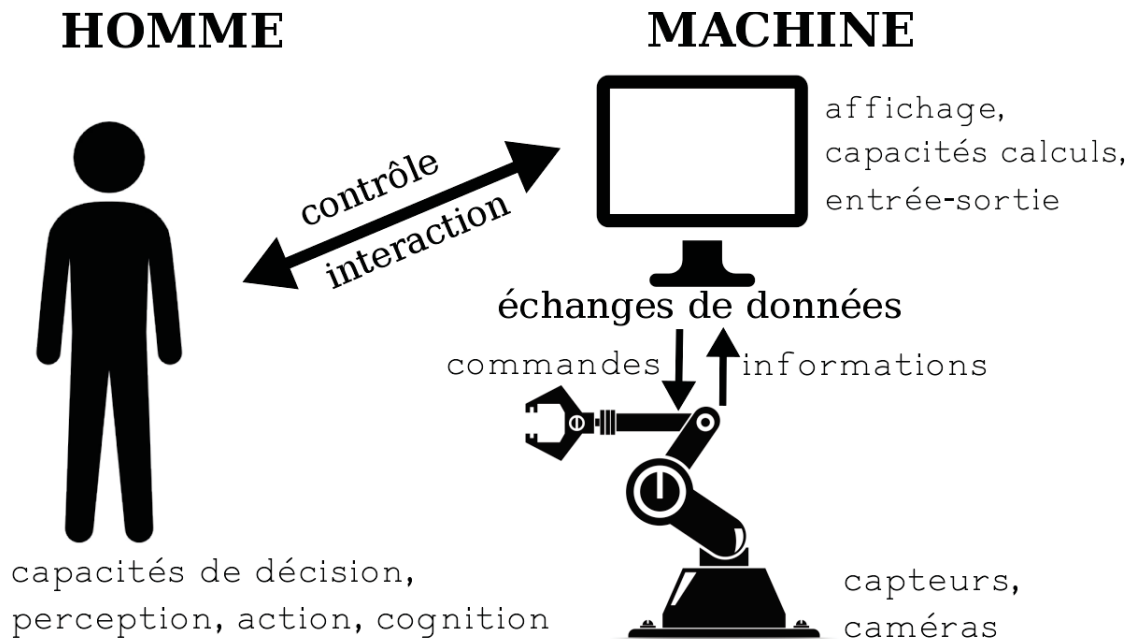 HOMME
MACHINE
affichage,
capacités calculs,
entrée-sortie
contrôle
interaction
échanges de données
commandes
informations
capacités de décision,
perception, action, cognition
capteurs,
caméras